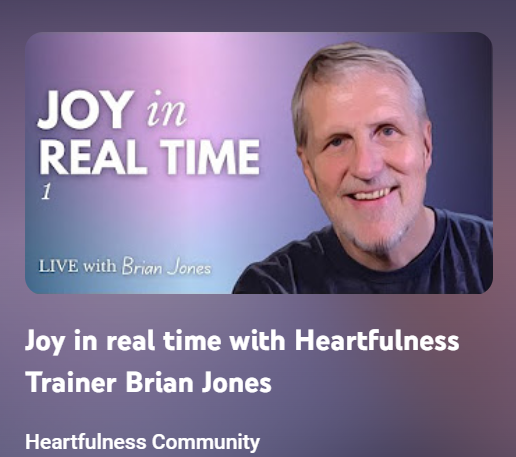 JOY in
REAL TIME
1
LIVE with Brian Jones
Joy in real time with Heartfulness
Trainer Brian Jones
Heartfulness Community